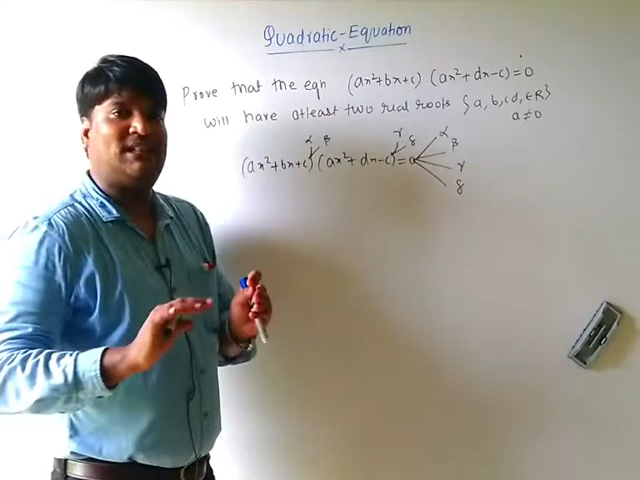 Quadratic-Equation
x
Prove that the eqn (ax²+bx+c) (ax²+dx-c)=0
will have atleast two real roots { a, b, c, d, ∈ R}
a≠0
α β γ δ α
β
(ax²+bx+c) (ax²+dx-c)=0
γ
δ